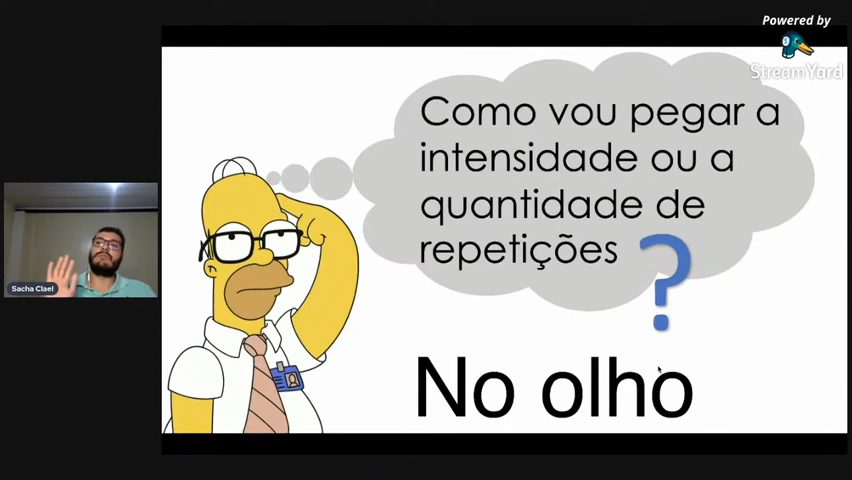 Powered by
StreamYard
Como vou pegar a
intensidade ou a
quantidade de
repetições
?
No olho
Sacha Clael